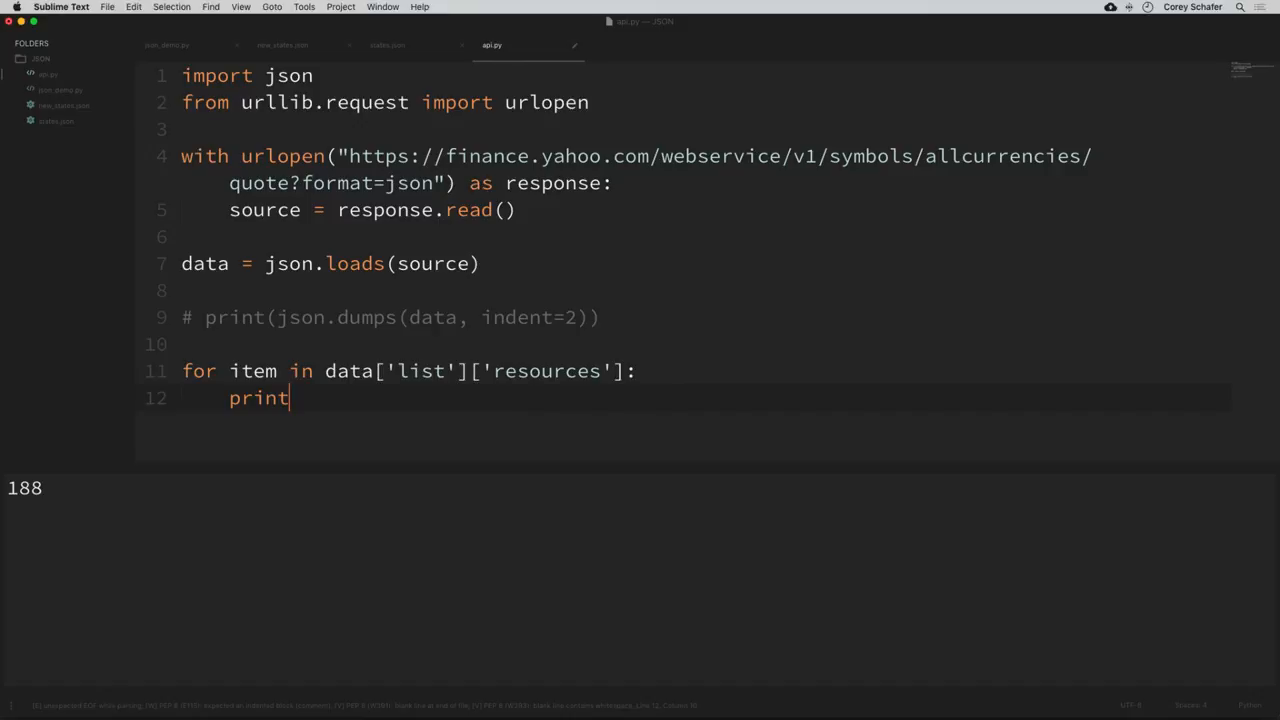 Sublime Text File Edit Selection Find View Goto Tools Project Window Help Corey Schafer
api.py — JSON
FOLDERS
JSON
api.py
json_demo.py
new_states.json
states.json
json_demo.py new_states.json states.json api.py
1 import json
2 from urllib.request import urlopen
3
4 with urlopen("https://finance.yahoo.com/webservice/v1/symbols/allcurrencies/
quote?format=json") as response:
5 source = response.read()
6
7 data = json.loads(source)
8
9 # print(json.dumps(data, indent=2))
10
11 for item in data['list']['resources']:
12 print
188
UTF-8 Spaces: 4 Python